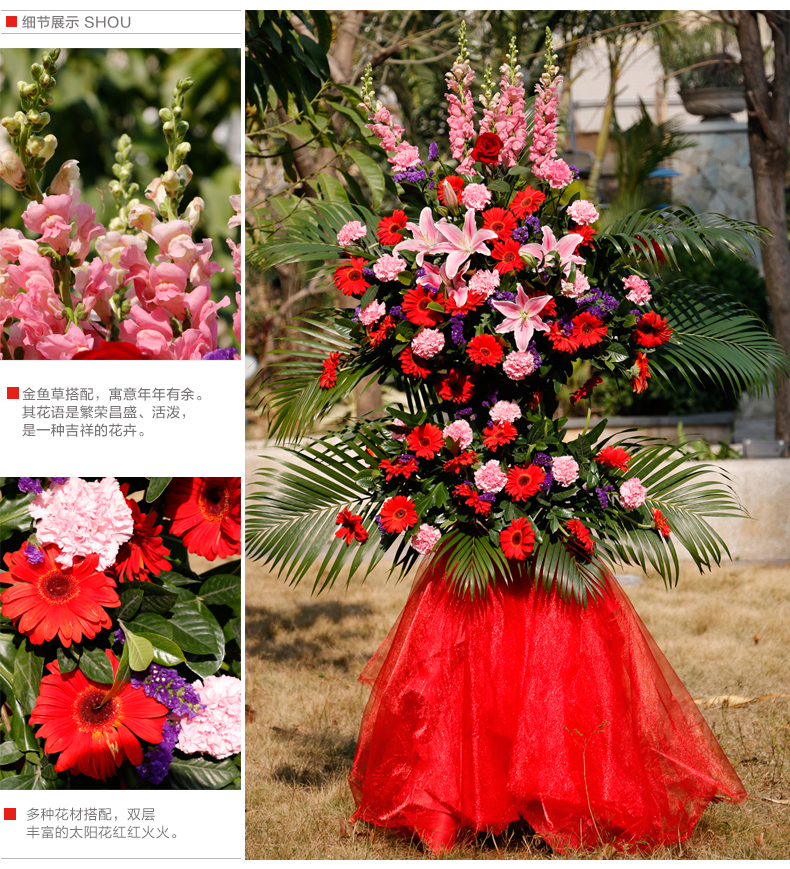 细节展示 SHOU
金鱼草搭配，寓意年年有余。
其花语是繁荣昌盛、活泼，
是一种吉祥的花卉。
多种花材搭配，双层
丰富的太阳花红红火火。